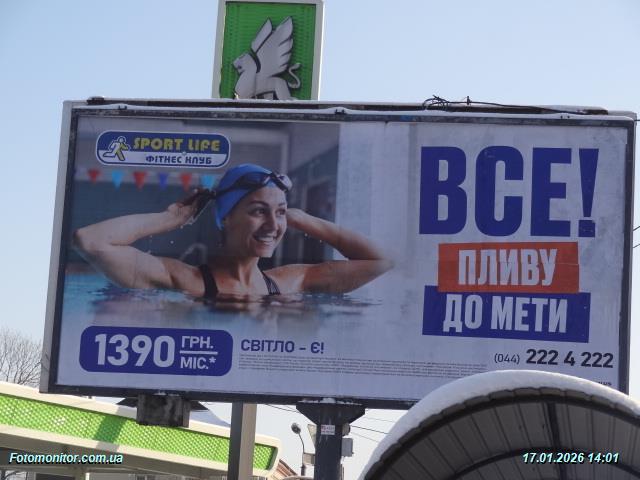 SPORT LIFE
ФІТНЕС КЛУБ
ВСЕ!
ПЛИВУ
ДО МЕТИ
1390 ГРН.
МІС.*
СВІТЛО - Є!
(044) 222 4 222
Fotomonitor.com.ua
17.01.2026 14:01